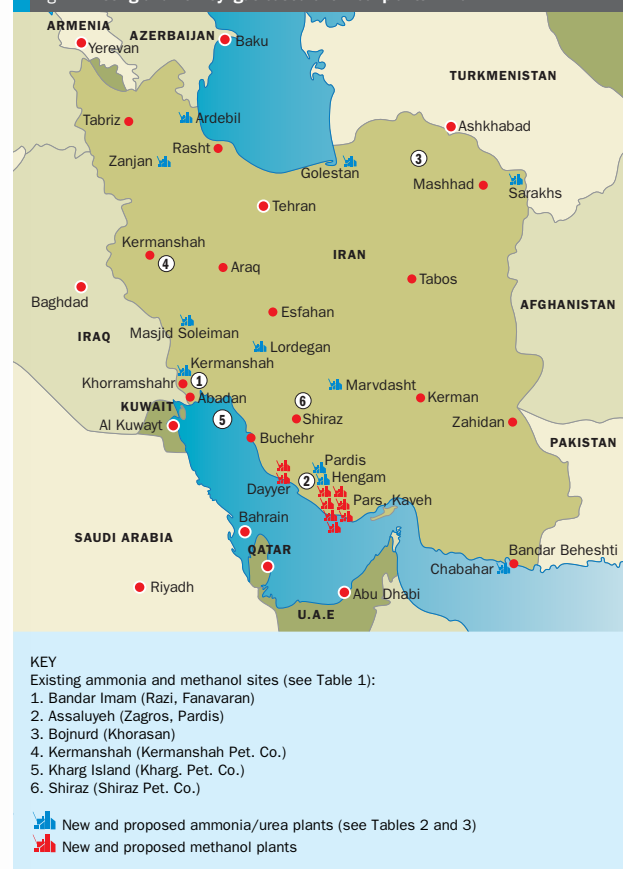 ARMENIA
Yerevan
AZERBAIJAN
Baku
TURKMENISTAN
Tabriz
Ardebil
Ashkhabad
Rasht
Zanjan
Golestan
3
Mashhad
Sarakhs
Tehran
Kermanshah
4
Araq
IRAN
Tabos
Baghdad
Esfahan
AFGHANISTAN
IRAQ
Masjid Soleiman
Lordegan
Kermanshah
Khorramshahr
1
Marvdasht
Abadan
6
Kerman
KUWAIT
5
Shiraz
Zahidan
Al Kuwayt
Buchehr
PAKISTAN
Pardis
2
Hengam
Dayyer
Pars, Kaveh
Bahrain
SAUDI ARABIA
QATAR
Bandar Beheshti
Chabahar
Riyadh
Abu Dhabi
U.A.E
KEY
Existing ammonia and methanol sites (see Table 1):
1. Bandar Imam (Razi, Fanavaran)
2. Assaluyeh (Zagros, Pardis)
3. Bojnurd (Khorasan)
4. Kermanshah (Kermanshah Pet. Co.)
5. Kharg Island (Kharg. Pet. Co.)
6. Shiraz (Shiraz Pet. Co.)
New and proposed ammonia/urea plants (see Tables 2 and 3)
New and proposed methanol plants